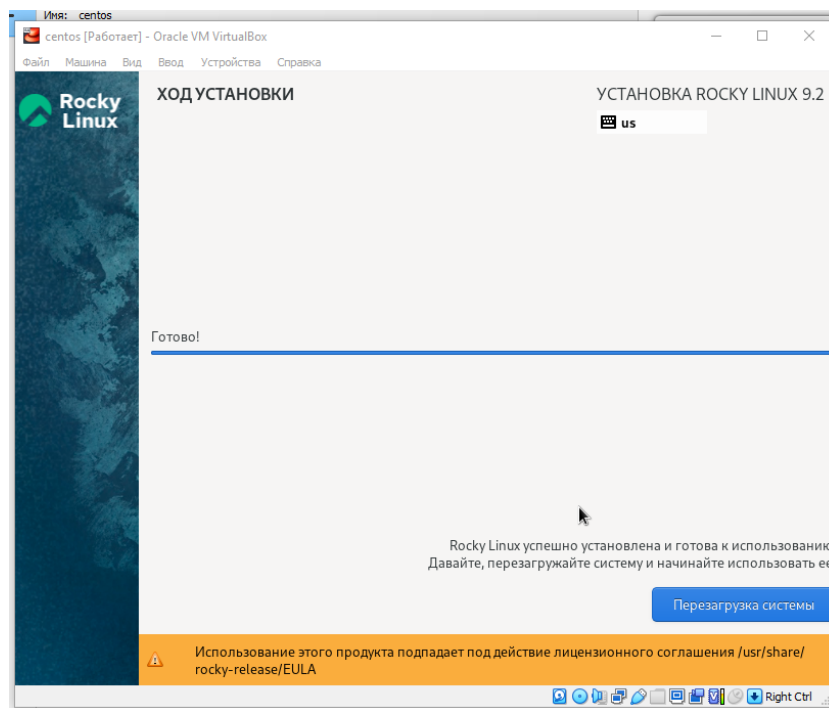 Имя: centos
centos [Работает] - Oracle VM VirtualBox
Файл Машина Вид Ввод Устройства Справка
Rocky
Linux
ХОД УСТАНОВКИ
УСТАНОВКА ROCKY LINUX 9.2
us
Готово!
Rocky Linux успешно установлена и готова к использованию
Давайте, перезагружайте систему и начинайте использовать её
Перезагрузка системы
Использование этого продукта подпадает под действие лицензионного соглашения /usr/share/
rocky-release/EULA
Right Ctrl